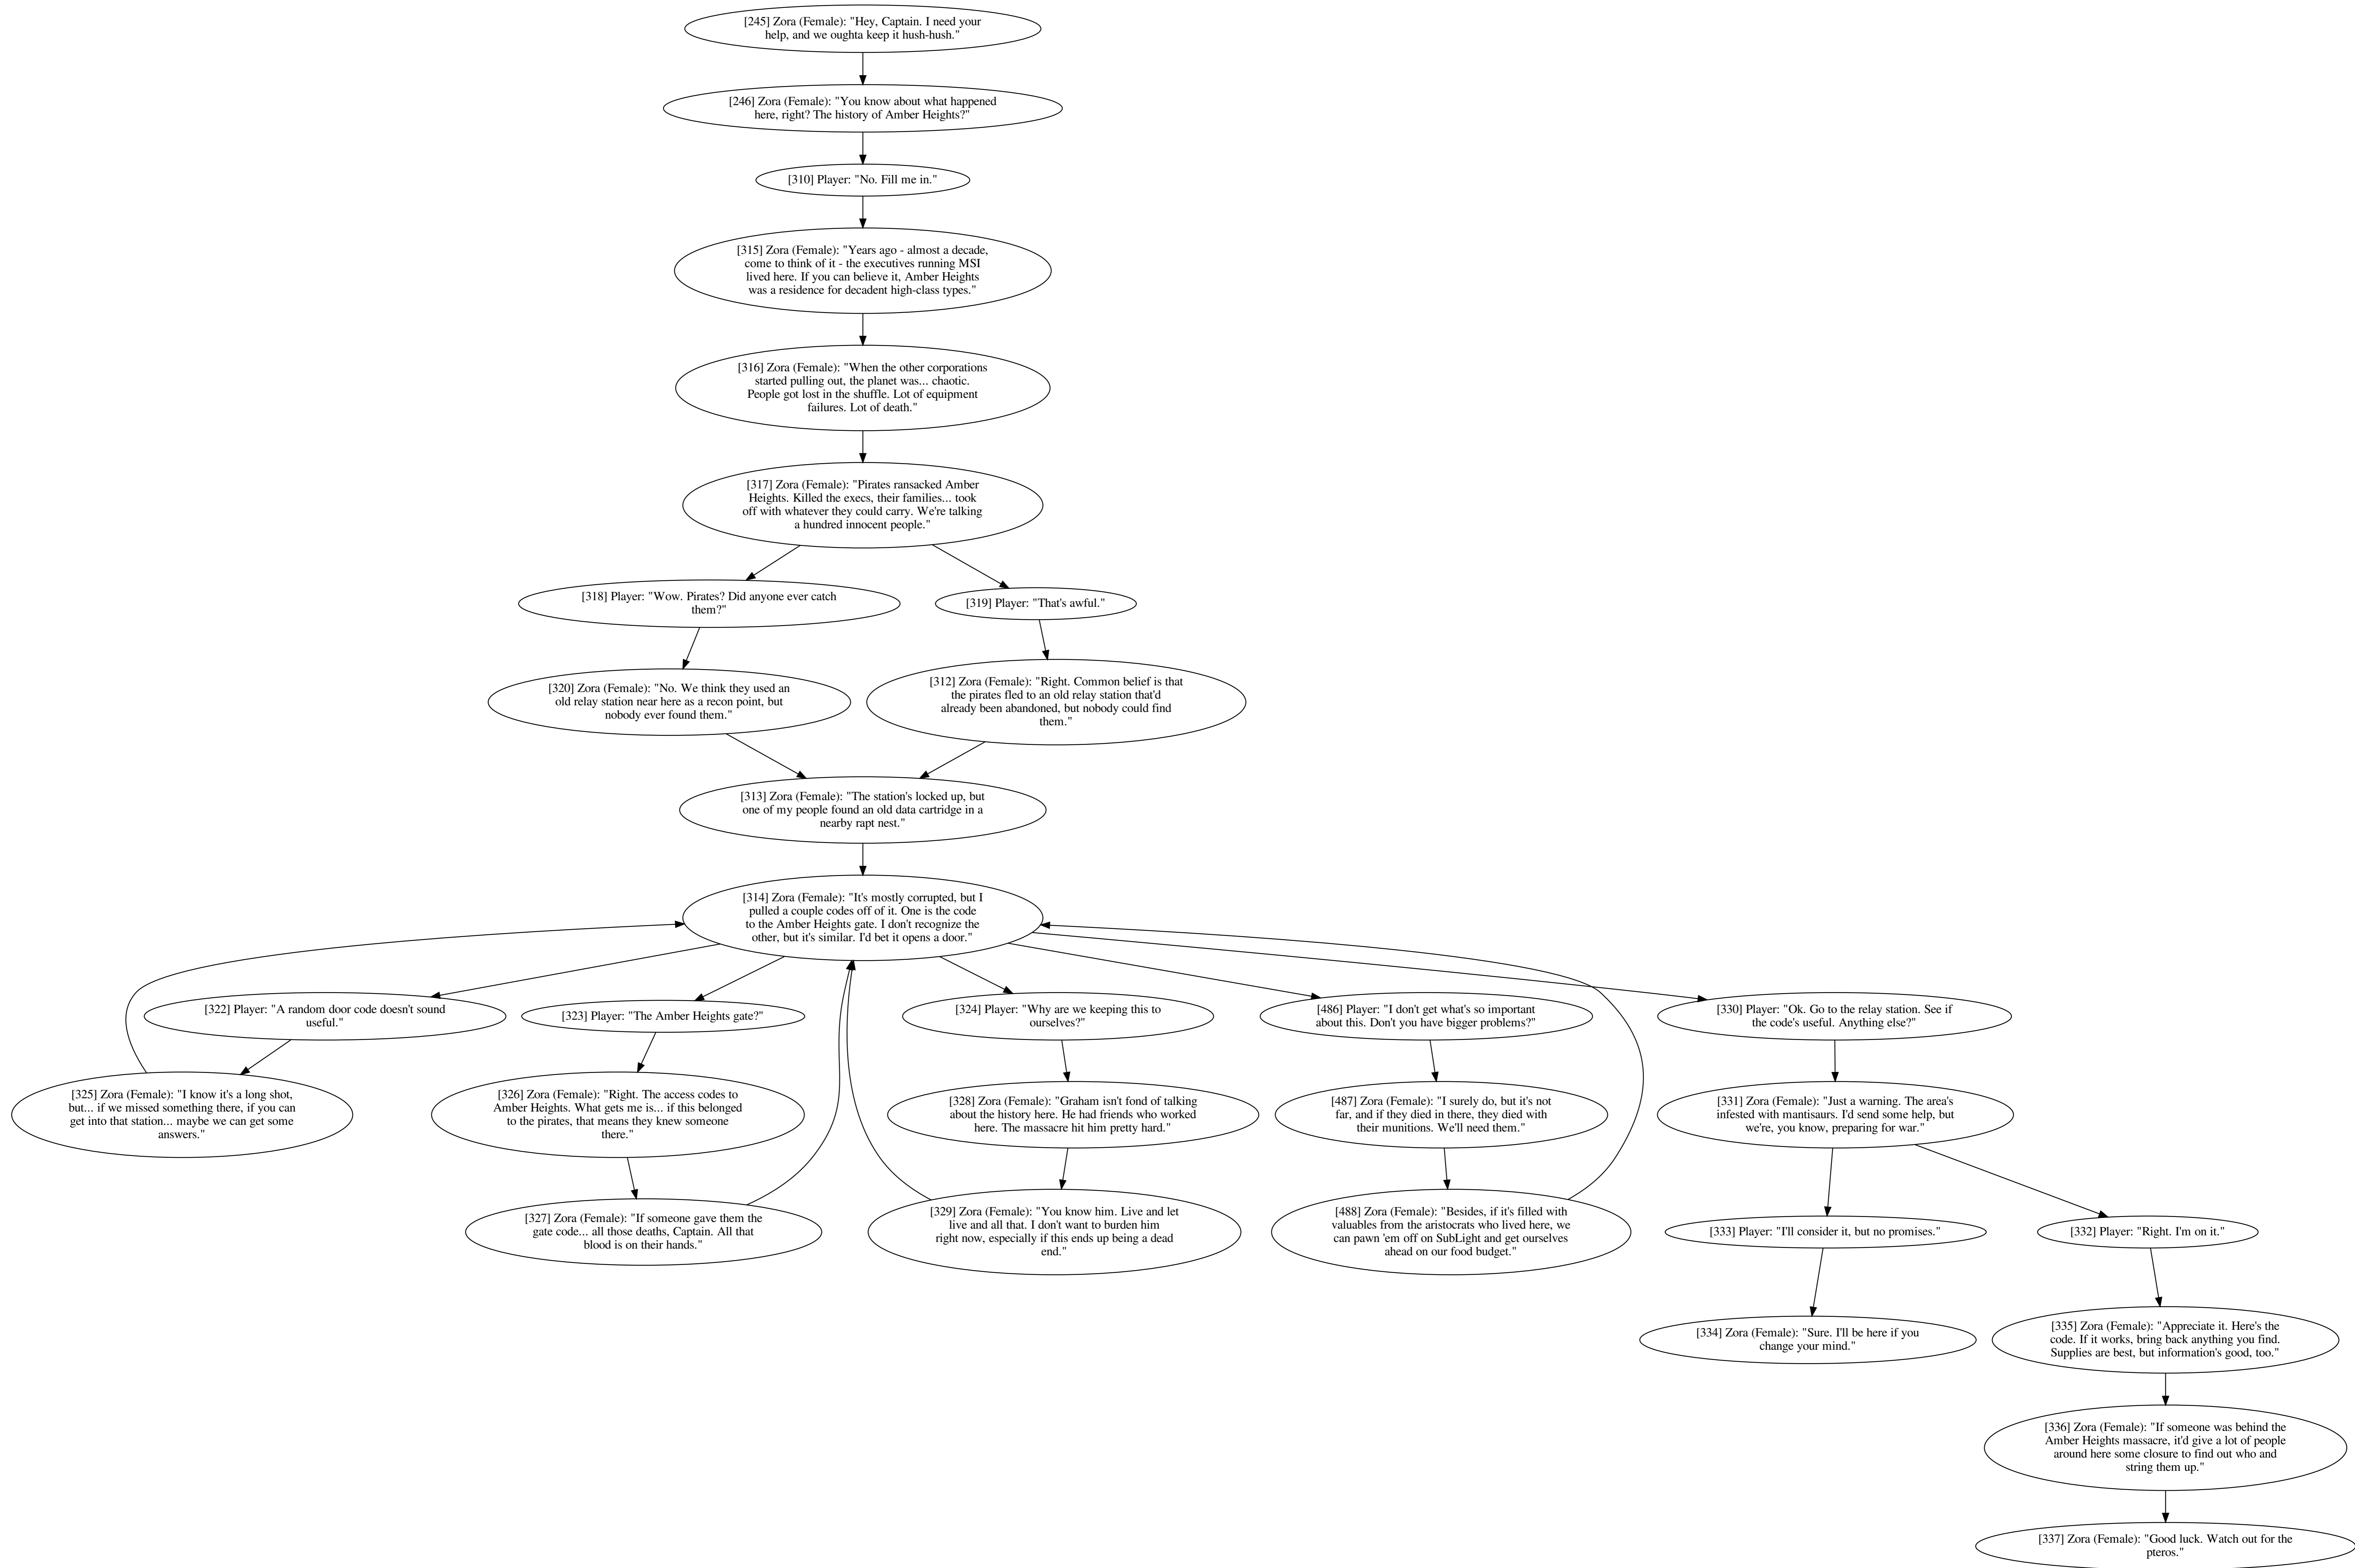 [245] Zora (Female): "Hey, Captain. I need your
help, and we oughta keep it hush-hush."
[246] Zora (Female): "You know about what happened
here, right? The history of Amber Heights?"
[310] Player: "No. Fill me in."
[315] Zora (Female): "Years ago - almost a decade,
come to think of it - the executives running MSI
lived here. If you can believe it, Amber Heights
was a residence for decadent high-class types."
[316] Zora (Female): "When the other corporations
started pulling out, the planet was... chaotic.
People got lost in the shuffle. Lot of equipment
failures. Lot of death."
[317] Zora (Female): "Pirates ransacked Amber
Heights. Killed the execs, their families... took
off with whatever they could carry. We're talking
a hundred innocent people."
[318] Player: "Wow. Pirates? Did anyone ever catch
them?"
[319] Player: "That's awful."
[320] Zora (Female): "No. We think they used an
old relay station near here as a recon point, but
nobody ever found them."
[312] Zora (Female): "Right. Common belief is that
the pirates fled to an old relay station that'd
already been abandoned, but nobody could find
them."
[313] Zora (Female): "The station's locked up, but
one of my people found an old data cartridge in a
nearby rapt nest."
[314] Zora (Female): "It's mostly corrupted, but I
pulled a couple codes off of it. One is the code
to the Amber Heights gate. I don't recognize the
other, but it's similar. I'd bet it opens a door."
[322] Player: "A random door code doesn't sound
useful."
[323] Player: "The Amber Heights gate?"
[324] Player: "Why are we keeping this to
ourselves?"
[486] Player: "I don't get what's so important
about this. Don't you have bigger problems?"
[330] Player: "Ok. Go to the relay station. See if
the code's useful. Anything else?"
[325] Zora (Female): "I know it's a long shot,
but... if we missed something there, if you can
get into that station... maybe we can get some
answers."
[326] Zora (Female): "Right. The access codes to
Amber Heights. What gets me is... if this belonged
to the pirates, that means they knew someone
there."
[328] Zora (Female): "Graham isn't fond of talking
about the history here. He had friends who worked
here. The massacre hit him pretty hard."
[487] Zora (Female): "I surely do, but it's not
far, and if they died in there, they died with
their munitions. We'll need them."
[331] Zora (Female): "Just a warning. The area's
infested with mantisaurs. I'd send some help, but
we're, you know, preparing for war."
[327] Zora (Female): "If someone gave them the
gate code... all those deaths, Captain. All that
blood is on their hands."
[329] Zora (Female): "You know him. Live and let
live and all that. I don't want to burden him
right now, especially if this ends up being a dead
end."
[488] Zora (Female): "Besides, if it's filled with
valuables from the aristocrats who lived here, we
can pawn 'em off on SubLight and get ourselves
ahead on our food budget."
[333] Player: "I'll consider it, but no promises."
[332] Player: "Right. I'm on it."
[334] Zora (Female): "Sure. I'll be here if you
change your mind."
[335] Zora (Female): "Appreciate it. Here's the
code. If it works, bring back anything you find.
Supplies are best, but information's good, too."
[336] Zora (Female): "If someone was behind the
Amber Heights massacre, it'd give a lot of people
around here some closure to find out who and
string them up."
[337] Zora (Female): "Good luck. Watch out for the
pteros."